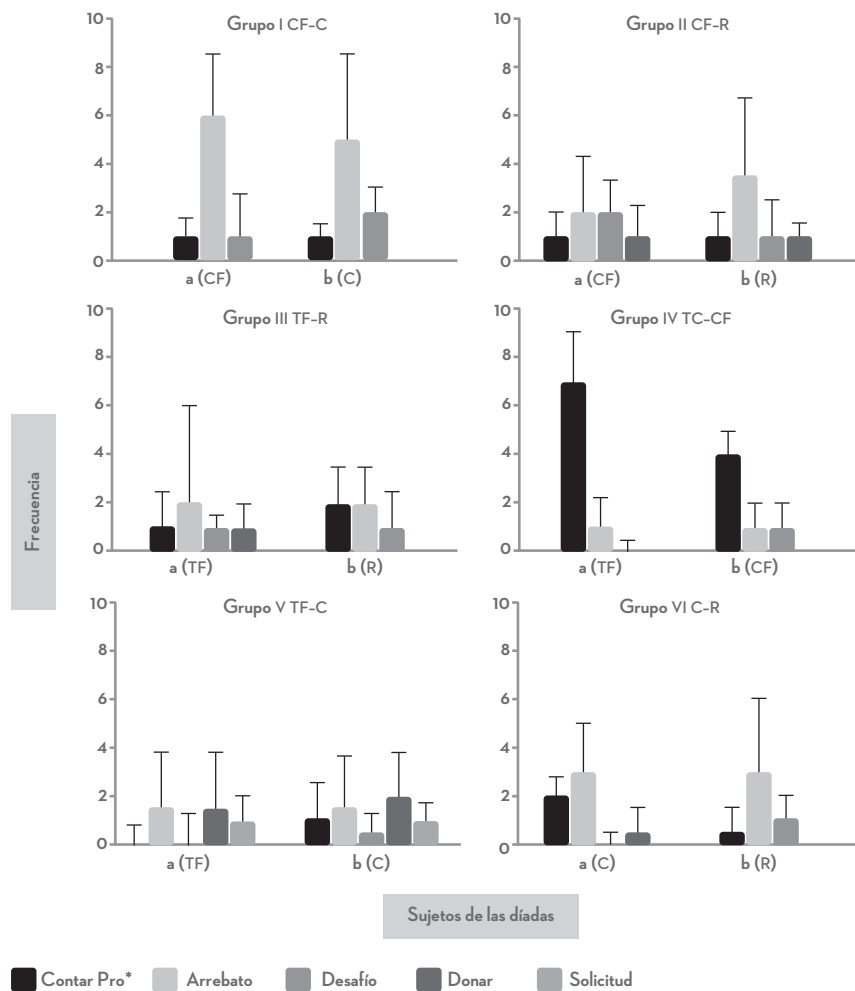 Grupo I CF-C
10
8
6
4
2
0
a (CF)
b (C)
Grupo II CF-R
10
8
6
4
2
0
a (CF)
b (R)
Grupo III TF-R
10
8
6
4
2
0
a (TF)
b (R)
Grupo IV TC-CF
10
8
6
4
2
0
a (TF)
b (CF)
Grupo V TF-C
10
8
6
4
2
0
a (TF)
b (C)
Grupo VI C-R
10
8
6
4
2
0
a (C)
b (R)
Frecuencia
Sujetos de las díadas
Contar Pro* Arrebato Desafío Donar Solicitud